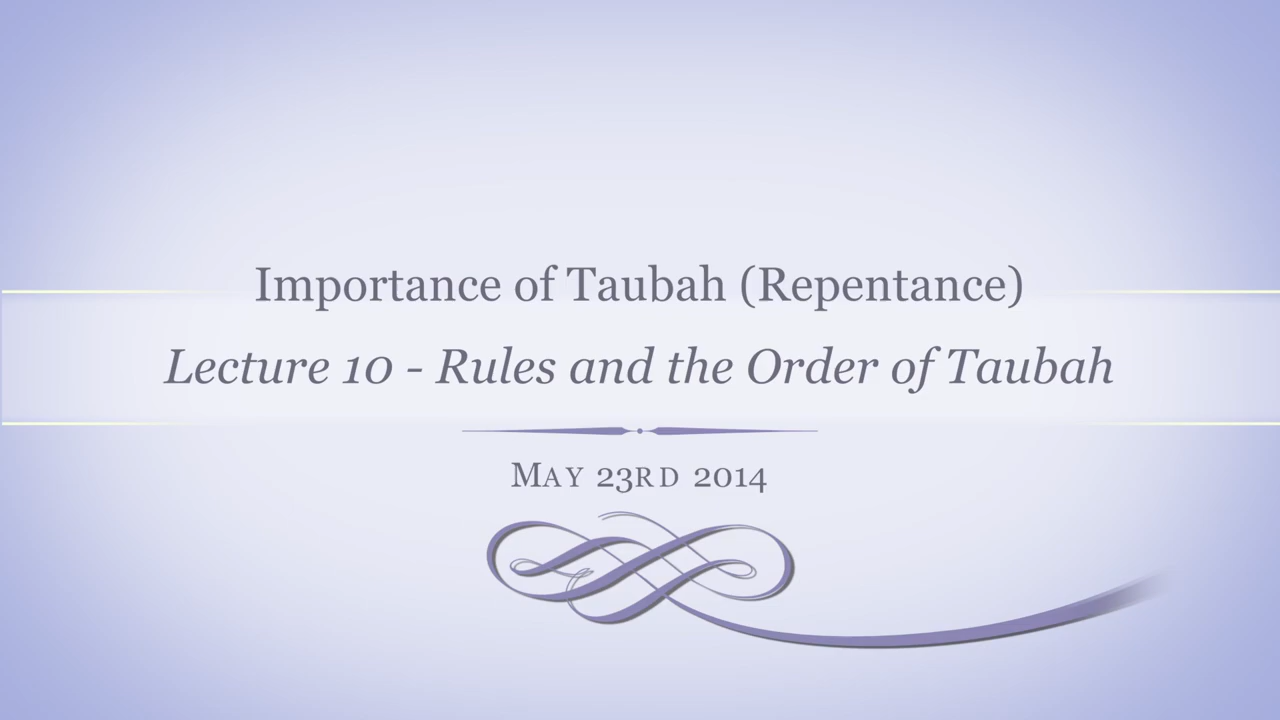 Importance of Taubah (Repentance)
Lecture 10 - Rules and the Order of Taubah
May 23rd 2014